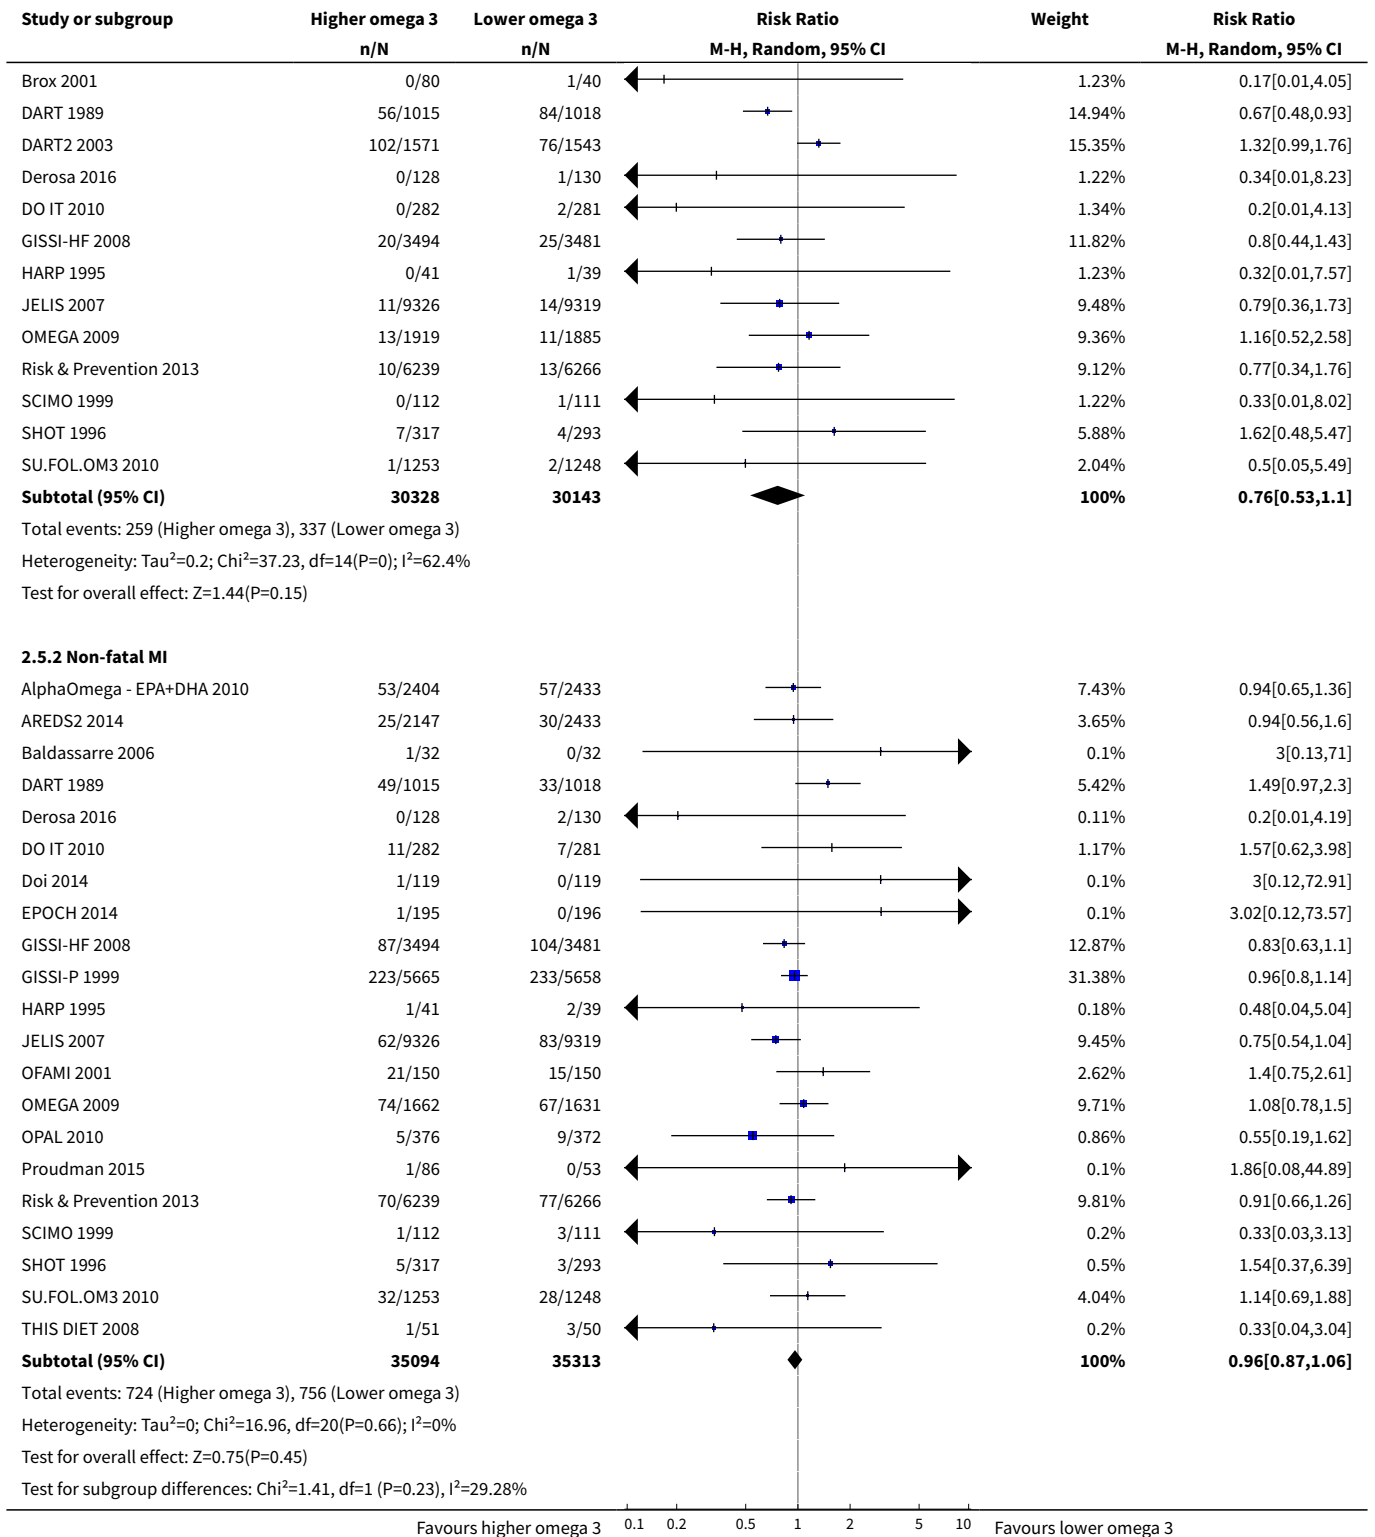 Study or subgroup Higher omega 3 Lower omega 3 Risk Ratio Weight Risk Ratio
n/N n/N M-H, Random, 95% CI M-H, Random, 95% CI
Brox 2001 0/80 1/40 1.23% 0.17[0.01,4.05]
DART 1989 56/1015 84/1018 14.94% 0.67[0.48,0.93]
DART2 2003 102/1571 76/1543 15.35% 1.32[0.99,1.76]
Derosa 2016 0/128 1/130 1.22% 0.34[0.01,8.23]
DO IT 2010 0/282 2/281 1.34% 0.2[0.01,4.13]
GISSI-HF 2008 20/3494 25/3481 11.82% 0.8[0.44,1.43]
HARP 1995 0/41 1/39 1.23% 0.32[0.01,7.57]
JELIS 2007 11/9326 14/9319 9.48% 0.79[0.36,1.73]
OMEGA 2009 13/1919 11/1885 9.36% 1.16[0.52,2.58]
Risk & Prevention 2013 10/6239 13/6266 9.12% 0.77[0.34,1.76]
SCIMO 1999 0/112 1/111 1.22% 0.33[0.01,8.02]
SHOT 1996 7/317 4/293 5.88% 1.62[0.48,5.47]
SU.FOL.OM3 2010 1/1253 2/1248 2.04% 0.5[0.05,5.49]
Subtotal (95% CI) 30328 30143 100% 0.76[0.53,1.1]
Total events: 259 (Higher omega 3), 337 (Lower omega 3)
Heterogeneity: Tau²=0.2; Chi²=37.23, df=14(P=0); I²=62.4%
Test for overall effect: Z=1.44(P=0.15)
2.5.2 Non-fatal MI
AlphaOmega - EPA+DHA 2010 53/2404 57/2433 7.43% 0.94[0.65,1.36]
AREDS2 2014 25/2147 30/2433 3.65% 0.94[0.56,1.6]
Baldassarre 2006 1/32 0/32 0.1% 3[0.13,71]
DART 1989 49/1015 33/1018 5.42% 1.49[0.97,2.3]
Derosa 2016 0/128 2/130 0.11% 0.2[0.01,4.19]
DO IT 2010 11/282 7/281 1.17% 1.57[0.62,3.98]
Doi 2014 1/119 0/119 0.1% 3[0.12,72.91]
EPOCH 2014 1/195 0/196 0.1% 3.02[0.12,73.57]
GISSI-HF 2008 87/3494 104/3481 12.87% 0.83[0.63,1.1]
GISSI-P 1999 223/5665 233/5658 31.38% 0.96[0.8,1.14]
HARP 1995 1/41 2/39 0.18% 0.48[0.04,5.04]
JELIS 2007 62/9326 83/9319 9.45% 0.75[0.54,1.04]
OFAMI 2001 21/150 15/150 2.62% 1.4[0.75,2.61]
OMEGA 2009 74/1662 67/1631 9.71% 1.08[0.78,1.5]
OPAL 2010 5/376 9/372 0.86% 0.55[0.19,1.62]
Proudman 2015 1/86 0/53 0.1% 1.86[0.08,44.89]
Risk & Prevention 2013 70/6239 77/6266 9.81% 0.91[0.66,1.26]
SCIMO 1999 1/112 3/111 0.2% 0.33[0.03,3.13]
SHOT 1996 5/317 3/293 0.5% 1.54[0.37,6.39]
SU.FOL.OM3 2010 32/1253 28/1248 4.04% 1.14[0.69,1.88]
THIS DIET 2008 1/51 3/50 0.2% 0.33[0.04,3.04]
Subtotal (95% CI) 35094 35313 100% 0.96[0.87,1.06]
Total events: 724 (Higher omega 3), 756 (Lower omega 3)
Heterogeneity: Tau²=0; Chi²=16.96, df=20(P=0.66); I²=0%
Test for overall effect: Z=0.75(P=0.45)
Test for subgroup differences: Chi²=1.41, df=1 (P=0.23), I²=29.28%
Favours higher omega 3 0.1 0.2 0.5 1 2 5 10 Favours lower omega 3